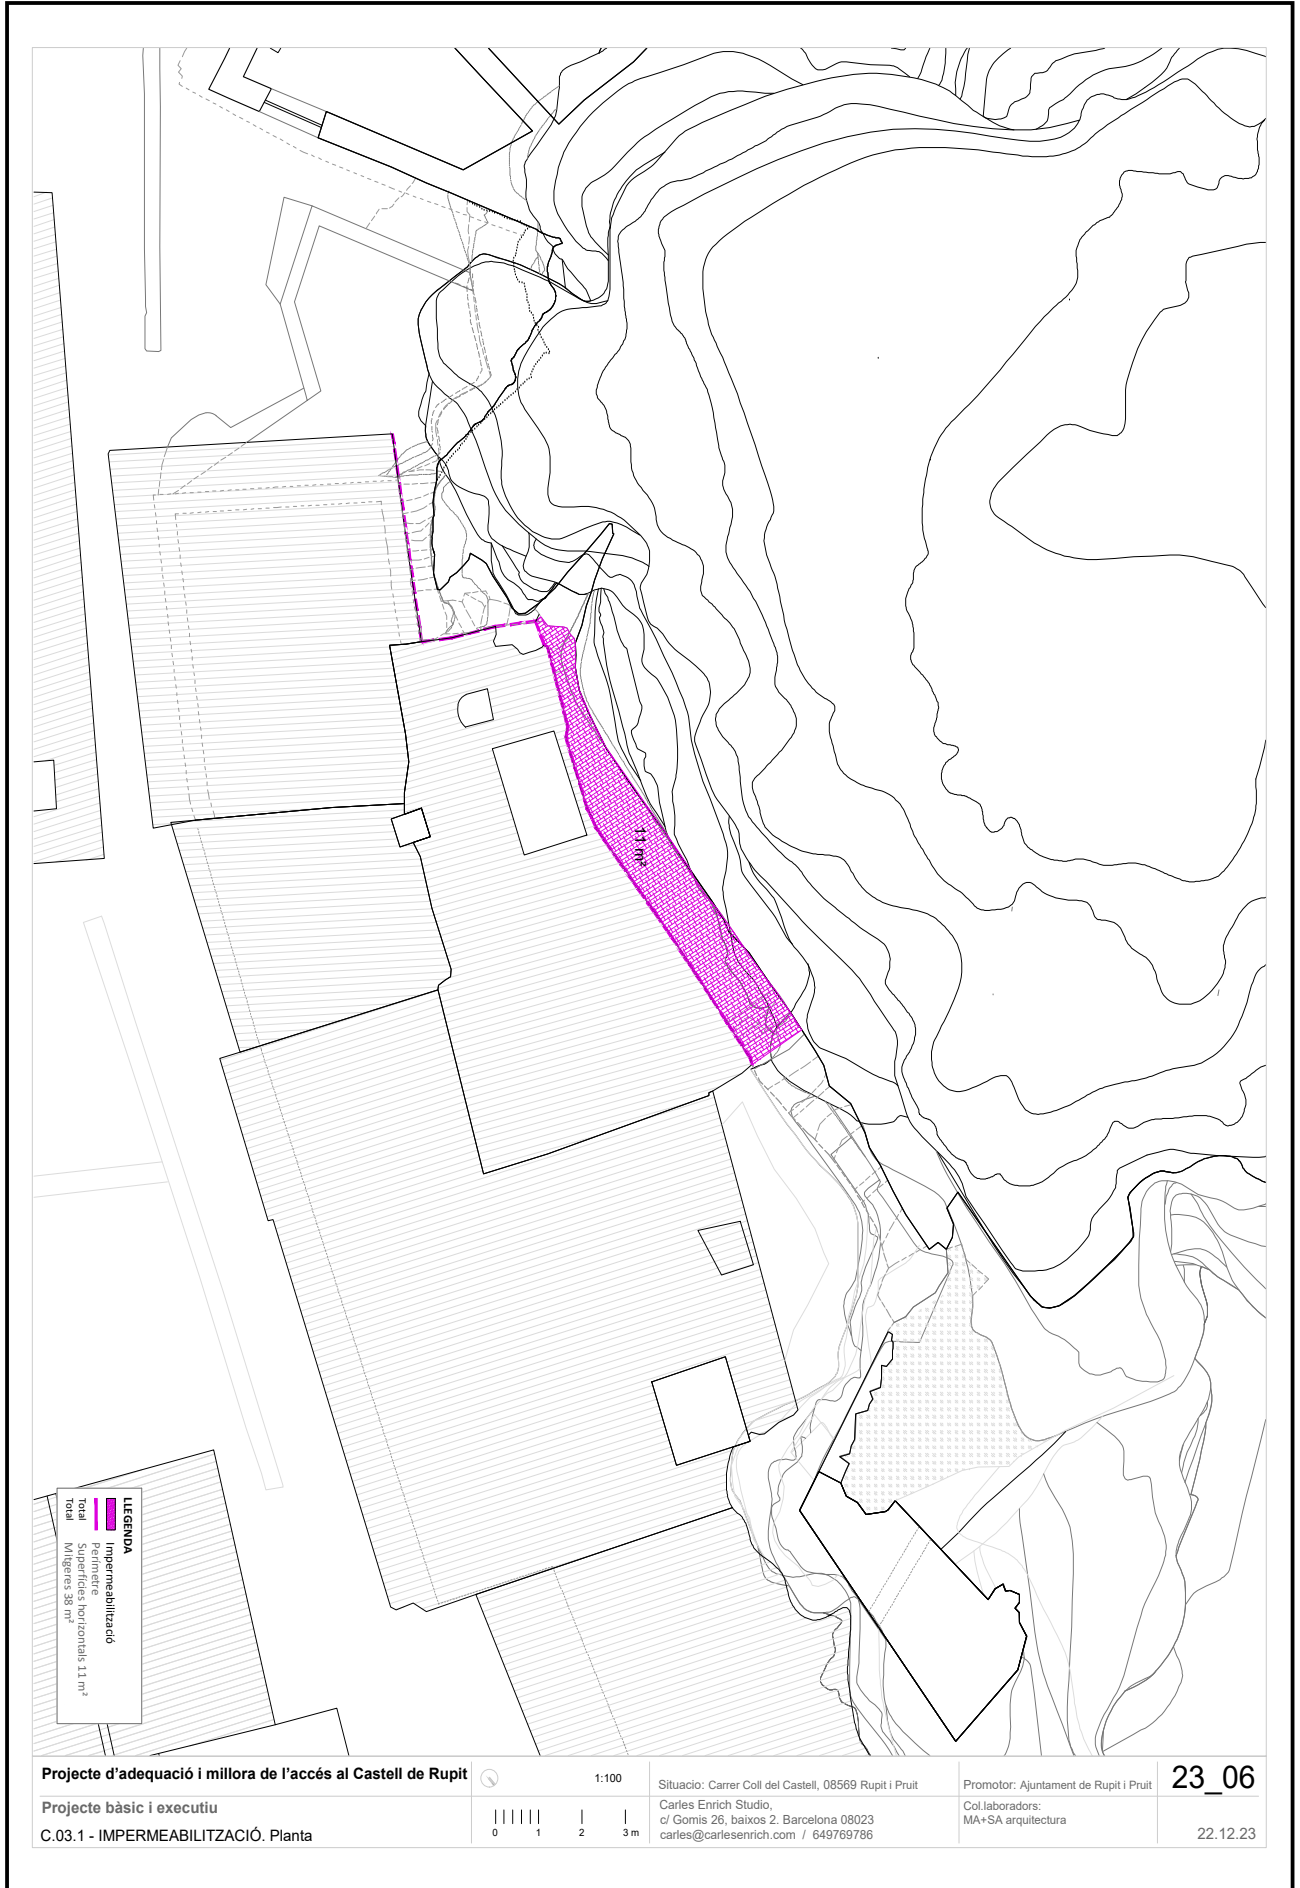 11 m²
LLEGENDA
Impermeabilització
Perímetre
Total Superfícies horitzontals 11 m²
Total Mitgeres 38 m²
Projecte d'adequació i millora de l'accés al Castell de Rupit
Projecte bàsic i executiu
C.03.1 - IMPERMEABILITZACIÓ. Planta
1:100
0 1 2 3 m
Situacio: Carrer Coll del Castell, 08569 Rupit i Pruit
Carles Enrich Studio,
c/ Gomis 26, baixos 2. Barcelona 08023
carles@carlesenrich.com / 649769786
Promotor: Ajuntament de Rupit i Pruit
Col.laboradors:
MA+SA arquitectura
23_06
22.12.23